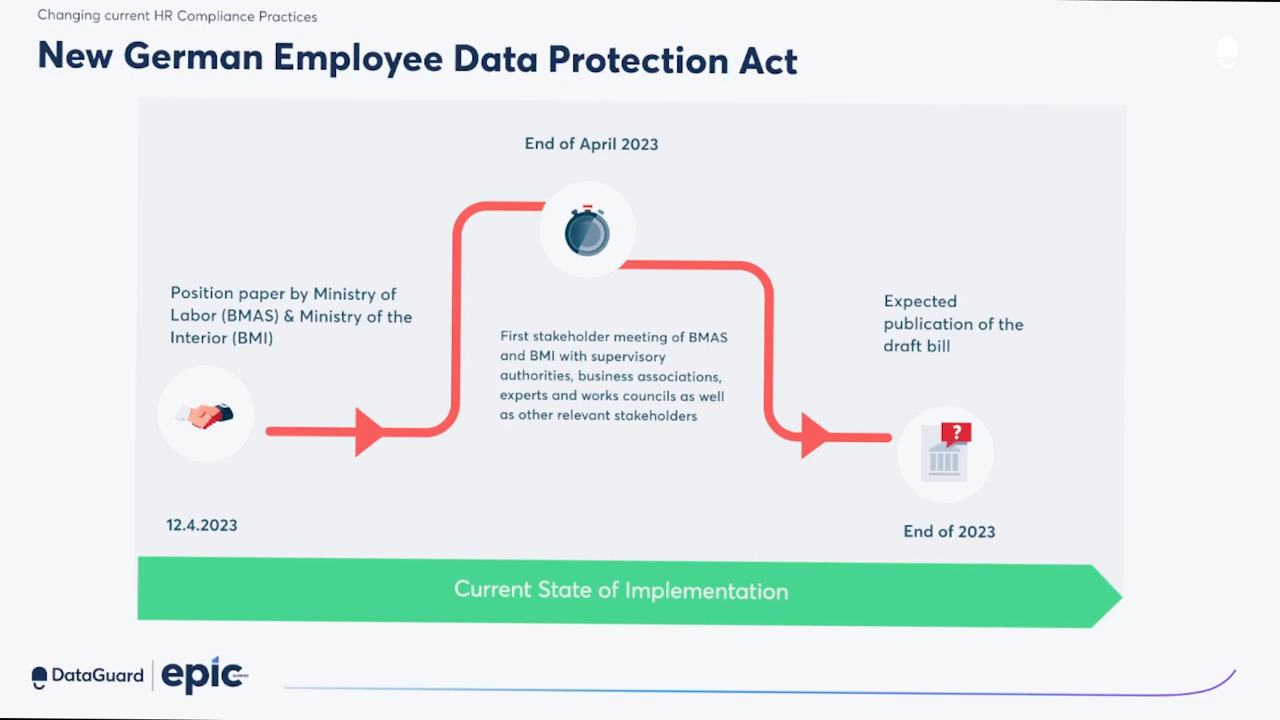 Changing current HR Compliance Practices
New German Employee Data Protection Act
End of April 2023
Position paper by Ministry of
Labor (BMAS) & Ministry of the
Interior (BMI)
First stakeholder meeting of BMAS
and BMI with supervisory
authorities, business associations,
experts and works councils as well
as other relevant stakeholders
Expected
publication of the
draft bill
?
12.4.2023
End of 2023
Current State of Implementation
DataGuard
epic